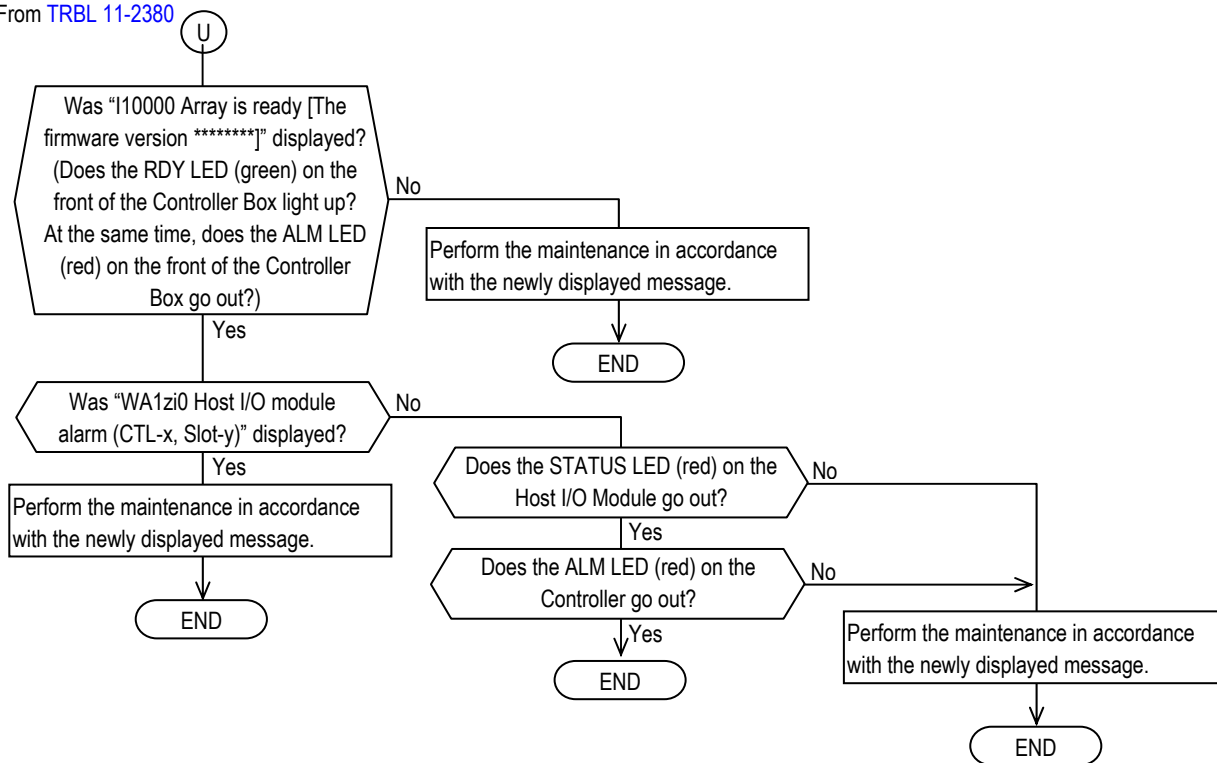 From TRBL 11-2380
U
Was “I10000 Array is ready [The
firmware version ********]” displayed?
(Does the RDY LED (green) on the
front of the Controller Box light up?
At the same time, does the ALM LED
(red) on the front of the Controller
Box go out?)
No
Perform the maintenance in accordance
with the newly displayed message.
END
Yes
Was “WA1zi0 Host I/O module
alarm (CTL-x, Slot-y)” displayed?
No
Yes
Perform the maintenance in accordance
with the newly displayed message.
END
Does the STATUS LED (red) on the
Host I/O Module go out?
No
Yes
Does the ALM LED (red) on the
Controller go out?
No
Yes
END
Perform the maintenance in accordance
with the newly displayed message.
END